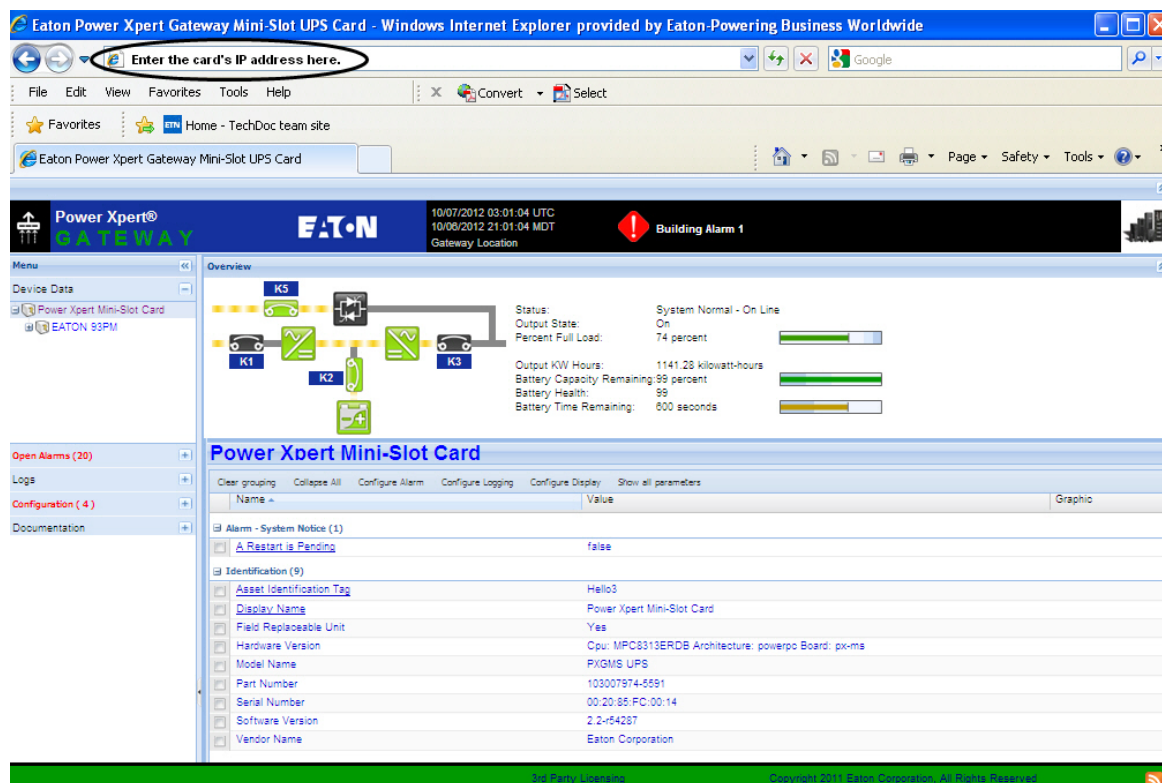 Eaton Power Xpert Gateway Mini-Slot UPS Card - Windows Internet Explorer provided by Eaton-Powering Business Worldwide
Enter the card's IP address here.
Google
File Edit View Favorites Tools Help
Convert Select
Favorites ETN Home - TechDoc team site
Eaton Power Xpert Gateway Mini-Slot UPS Card
Page Safety Tools
Power Xpert®
GATEWAY
EATON
10/07/2012 03:01:04 UTC
10/06/2012 21:01:04 MDT
Gateway Location
Building Alarm 1
Menu
Overview
Device Data
Power Xpert Mini-Slot Card
EATON 93PM
K5
K1
K2
K3
Status: System Normal - On Line
Output State: On
Percent Full Load: 74 percent
Output KW Hours: 1141.28 kilowatt-hours
Battery Capacity Remaining: 99 percent
Battery Health: 99
Battery Time Remaining: 600 seconds
Open Alarms (20)
Logs
Configuration ( 4 )
Documentation
Power Xpert Mini-Slot Card
Clear grouping Collapse All Configure Alarm Configure Logging Configure Display Show all parameters
Name Value Graphic
Alarm - System Notice (1)
A Restart is Pending false
Identification (9)
Asset Identification Tag Hello3
Display Name Power Xpert Mini-Slot Card
Field Replaceable Unit Yes
Hardware Version Cpu: MPC8313ERDB Architecture: powerpc Board: px-ms
Model Name PXGMS UPS
Part Number 103007974-5591
Serial Number 00:20:85:FC:00:14
Software Version 2.2-r54287
Vendor Name Eaton Corporation
3rd Party Licensing Copyright 2011 Eaton Corporation. All Rights Reserved